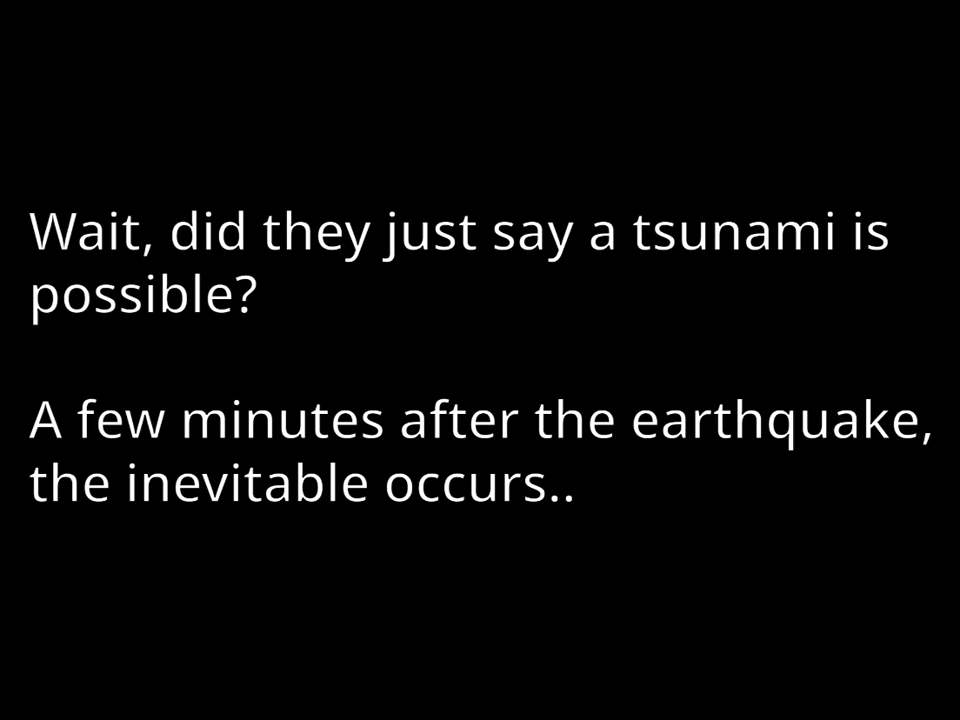 Wait, did they just say a tsunami is
possible?
A few minutes after the earthquake,
the inevitable occurs..